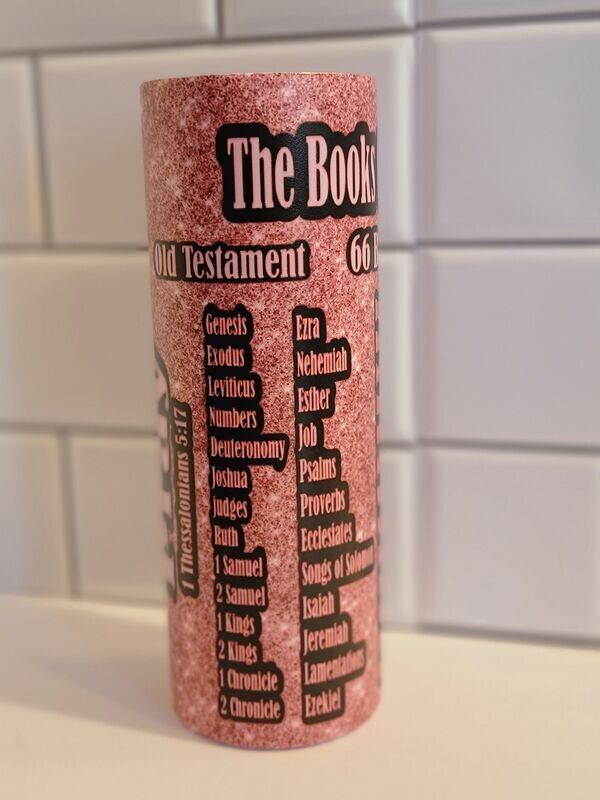 The Books
Old Testament
66
Genesis
Exodus
Leviticus
Numbers
Deuteronomy
Joshua
judges
Ruth
1 Samuel
2 Samuel
1 Kings
2 Kings
1 Chronicle
2 Chronicle
Ezra
Nehemiah
Esther
Job
Psalms
Proverbs
Ecclesiates
Songs of Solomon
Isaiah
Jeremiah
Lamentations
Ezekiel
1 Thessalonians 5:17